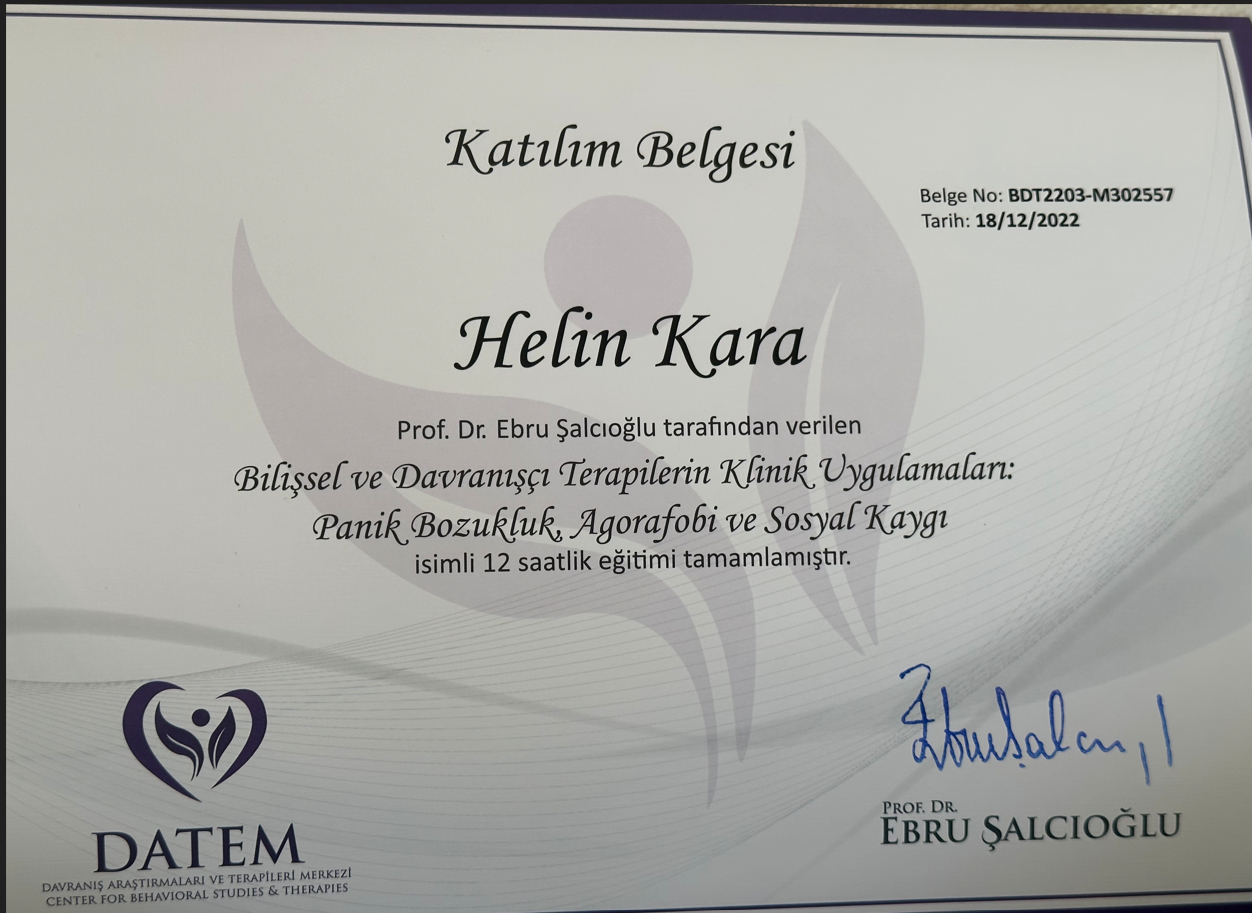 Katılım Belgesi
Belge No: BDT2203-M302557
Tarih: 18/12/2022
Helin Kara
Prof. Dr. Ebru Şalcıoğlu tarafından verilen
Bilişsel ve Davranışçı Terapilerin Klinik Uygulamaları:
Panik Bozukluk, Agorafobi ve Sosyal Kaygı
isimli 12 saatlik eğitimi tamamlamıştır.
PROF. DR.
EBRU ŞALCIOĞLU
DATEM
DAVRANIŞ ARAŞTIRMALARI VE TERAPİLERİ MERKEZİ
CENTER FOR BEHAVIORAL STUDIES & THERAPIES